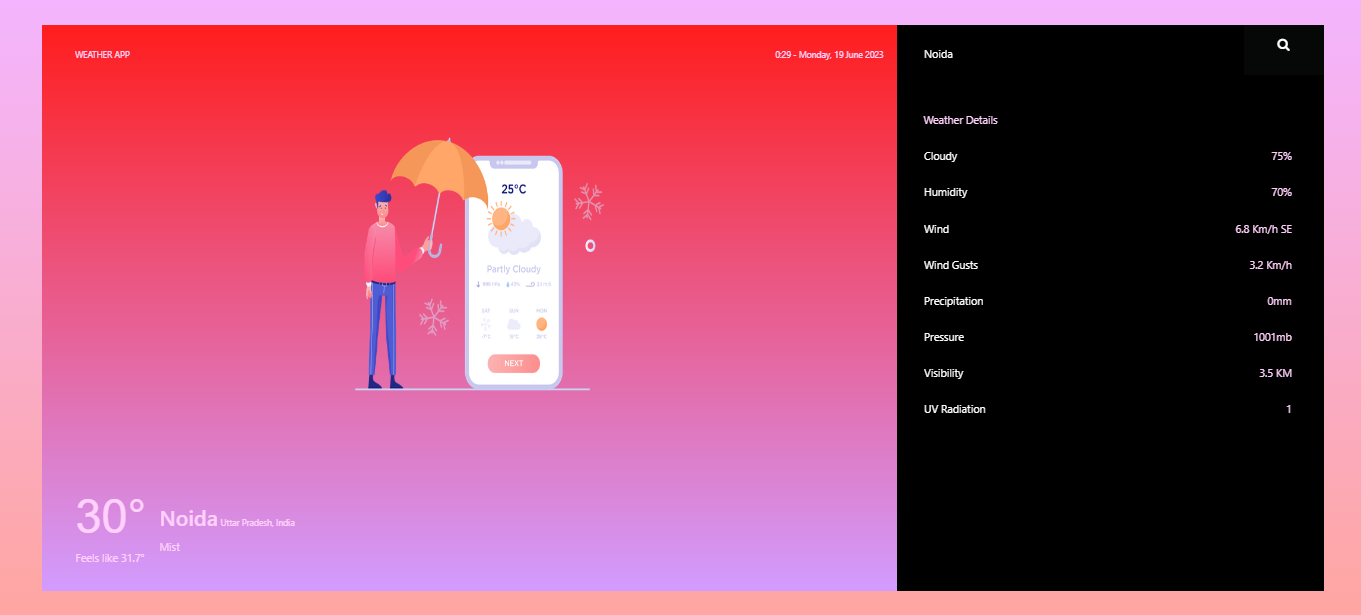 WEATHER APP
0:29 - Monday, 19 June 2023
25°C
Partly Cloudy
SAT SUN MON
NEXT
30°
Feels like 31.7°
Noida Uttar Pradesh, India
Mist
Noida
Weather Details
Cloudy 75%
Humidity 70%
Wind 6.8 Km/h SE
Wind Gusts 3.2 Km/h
Precipitation 0mm
Pressure 1001mb
Visibility 3.5 KM
UV Radiation 1